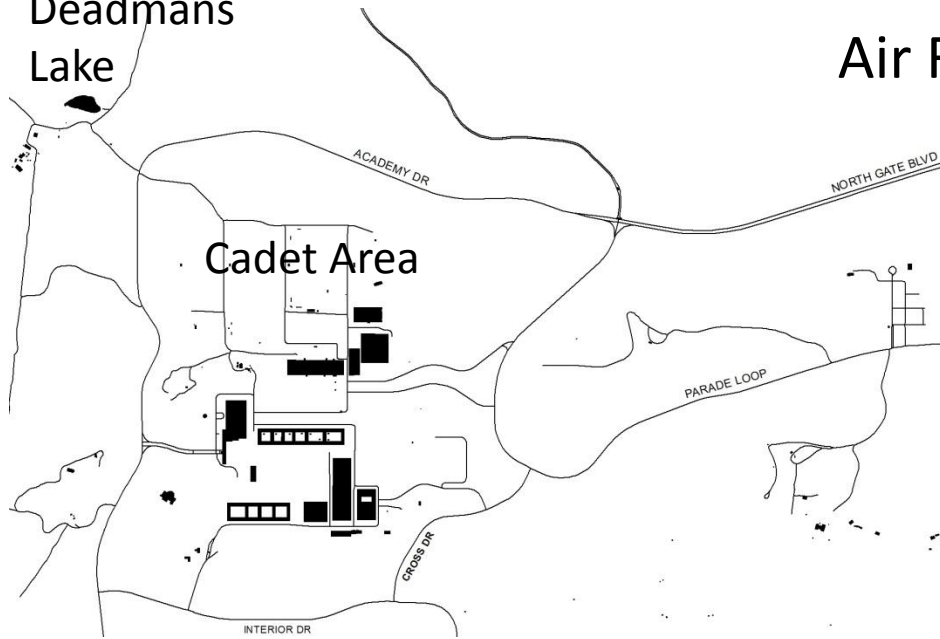 Deadmans
Lake
Air
ACADEMY DR
NORTH GATE BLVD
Cadet Area
PARADE LOOP
CROSS DR
INTERIOR DR